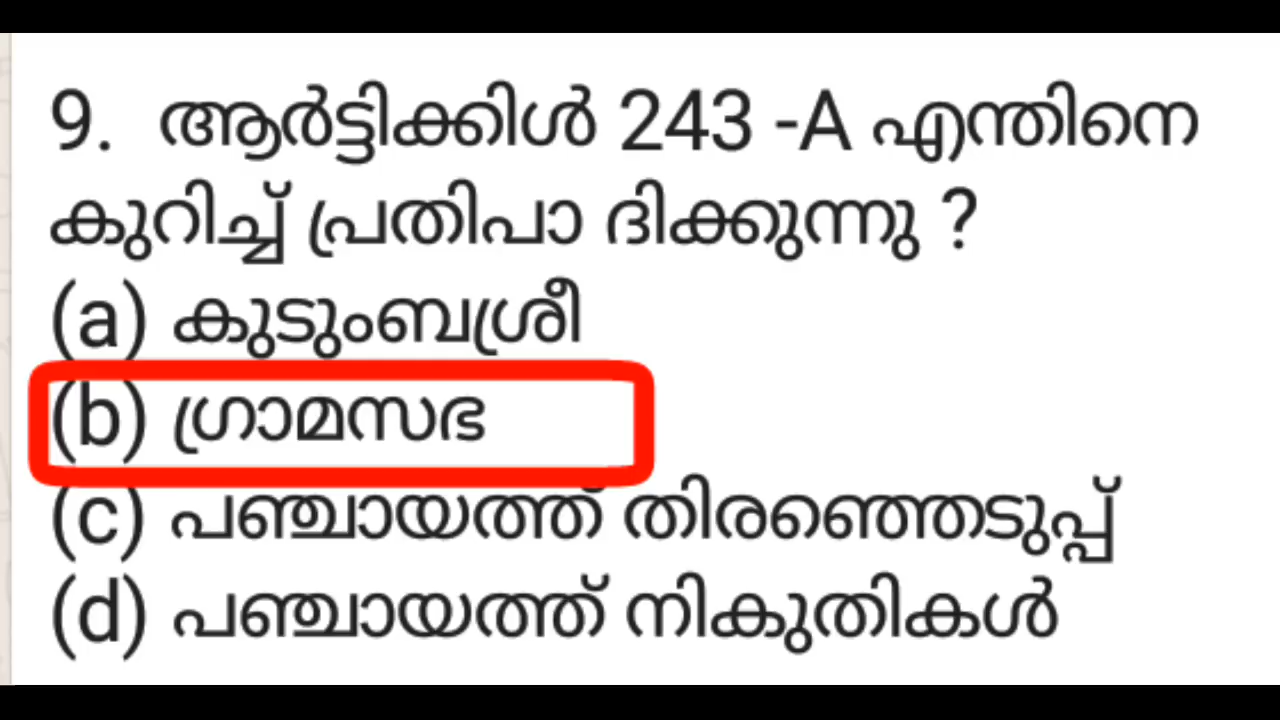 9. ആർട്ടിക്കിൾ 243 -A എന്തിനെ
കുറിച്ച് പ്രതിപാ ദിക്കുന്നു ?
(a) കുടുംബശ്രീ
(b) ഗ്രാമസഭ
(c) പഞ്ചായത്ത് തിരഞ്ഞെടുപ്പ്
(d) പഞ്ചായത്ത് നികുതികൾ